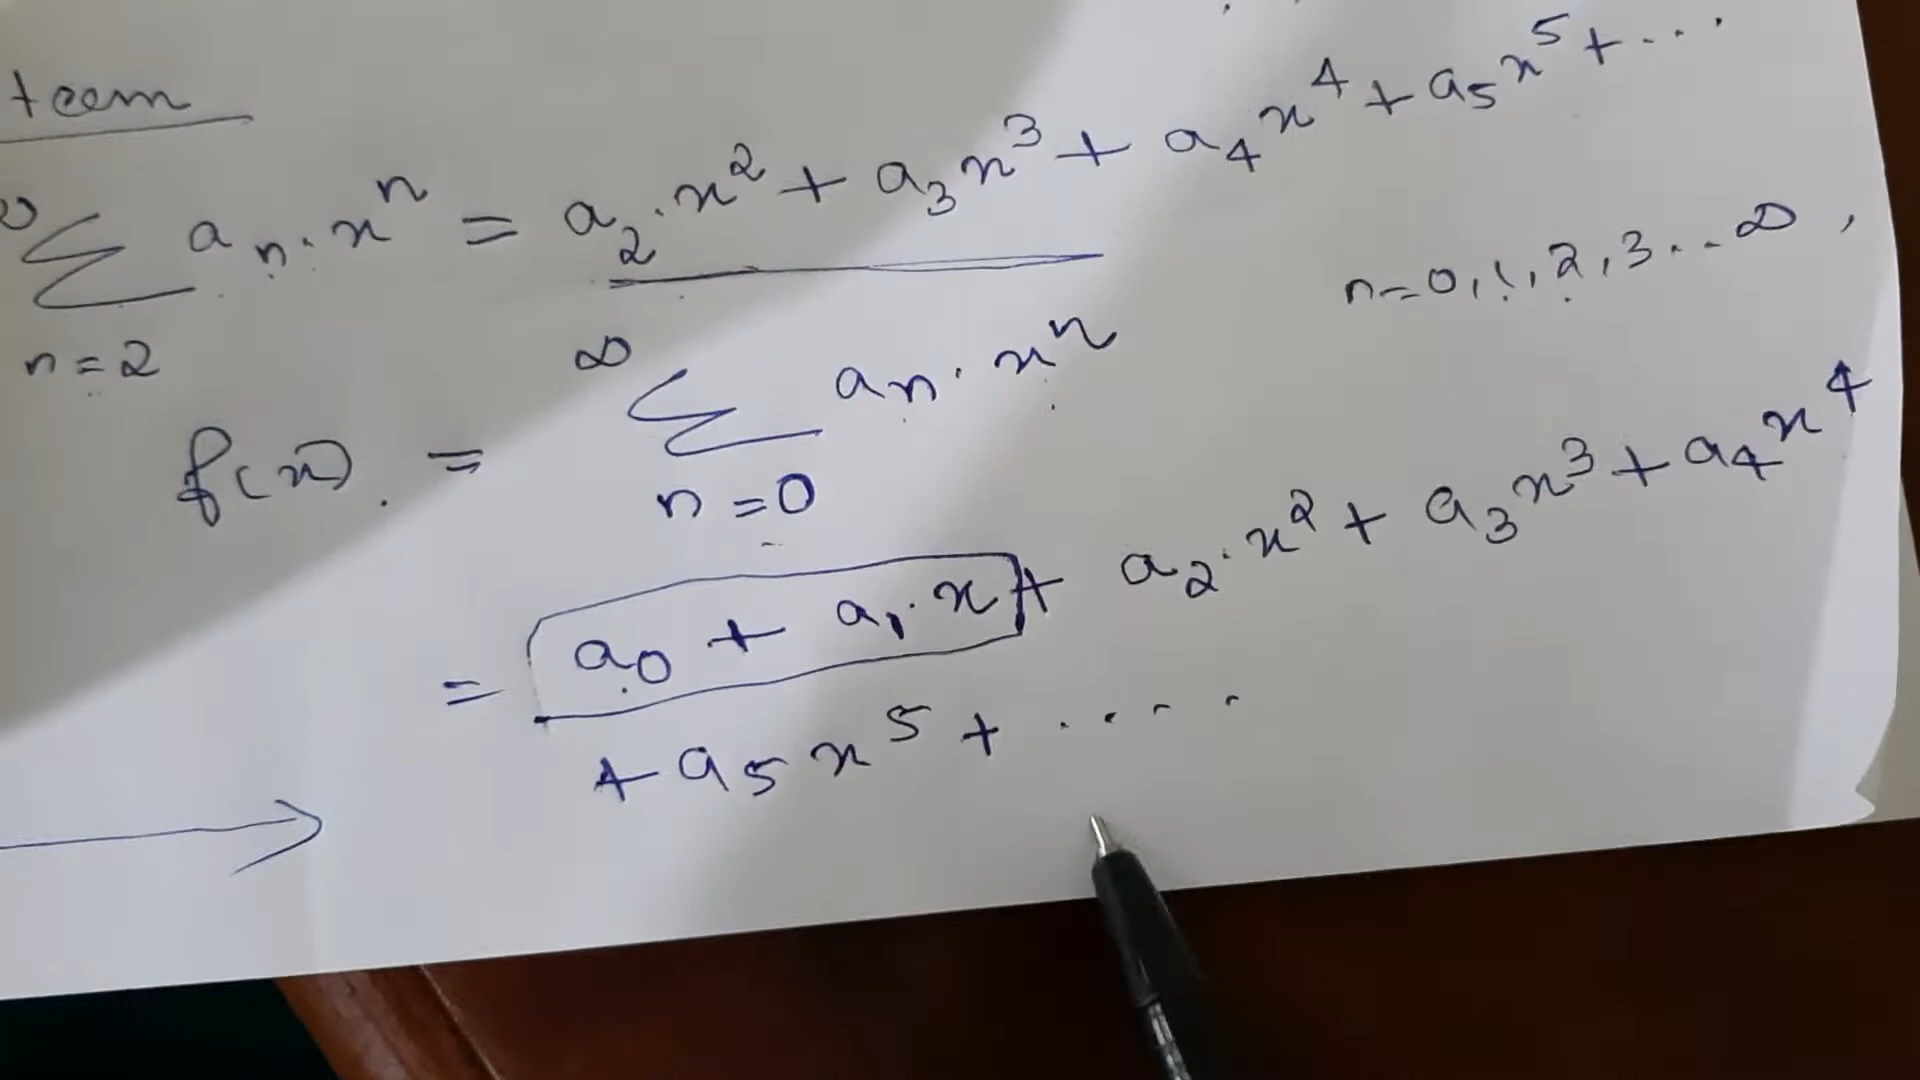 term
∞ Σ n=2 aₙ·xⁿ = a₂·x² + a₃x³ + a₄x⁴ + a₅x⁵ + ....
n=0,1,2,3...∞,
f(x) = ∞ Σ n=0 aₙ·xⁿ
= a₀ + a₁·x + a₂·x² + a₃x³ + a₄x⁴
+ a₅x⁵ + ....